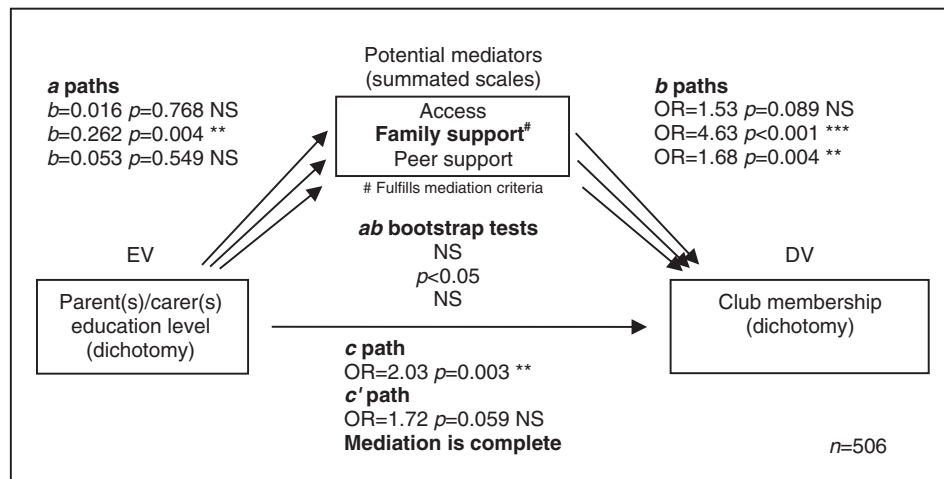 Potential mediators
(summated scales)
a paths
b=0.016 p=0.768 NS
b=0.262 p=0.004 **
b=0.053 p=0.549 NS
Access
Family support#
Peer support
# Fulfills mediation criteria
b paths
OR=1.53 p=0.089 NS
OR=4.63 p<0.001 ***
OR=1.68 p=0.004 **
ab bootstrap tests
NS
p<0.05
NS
EV
Parent(s)/carer(s)
education level
(dichotomy)
DV
Club membership
(dichotomy)
c path
OR=2.03 p=0.003 **
c' path
OR=1.72 p=0.059 NS
Mediation is complete
n=506